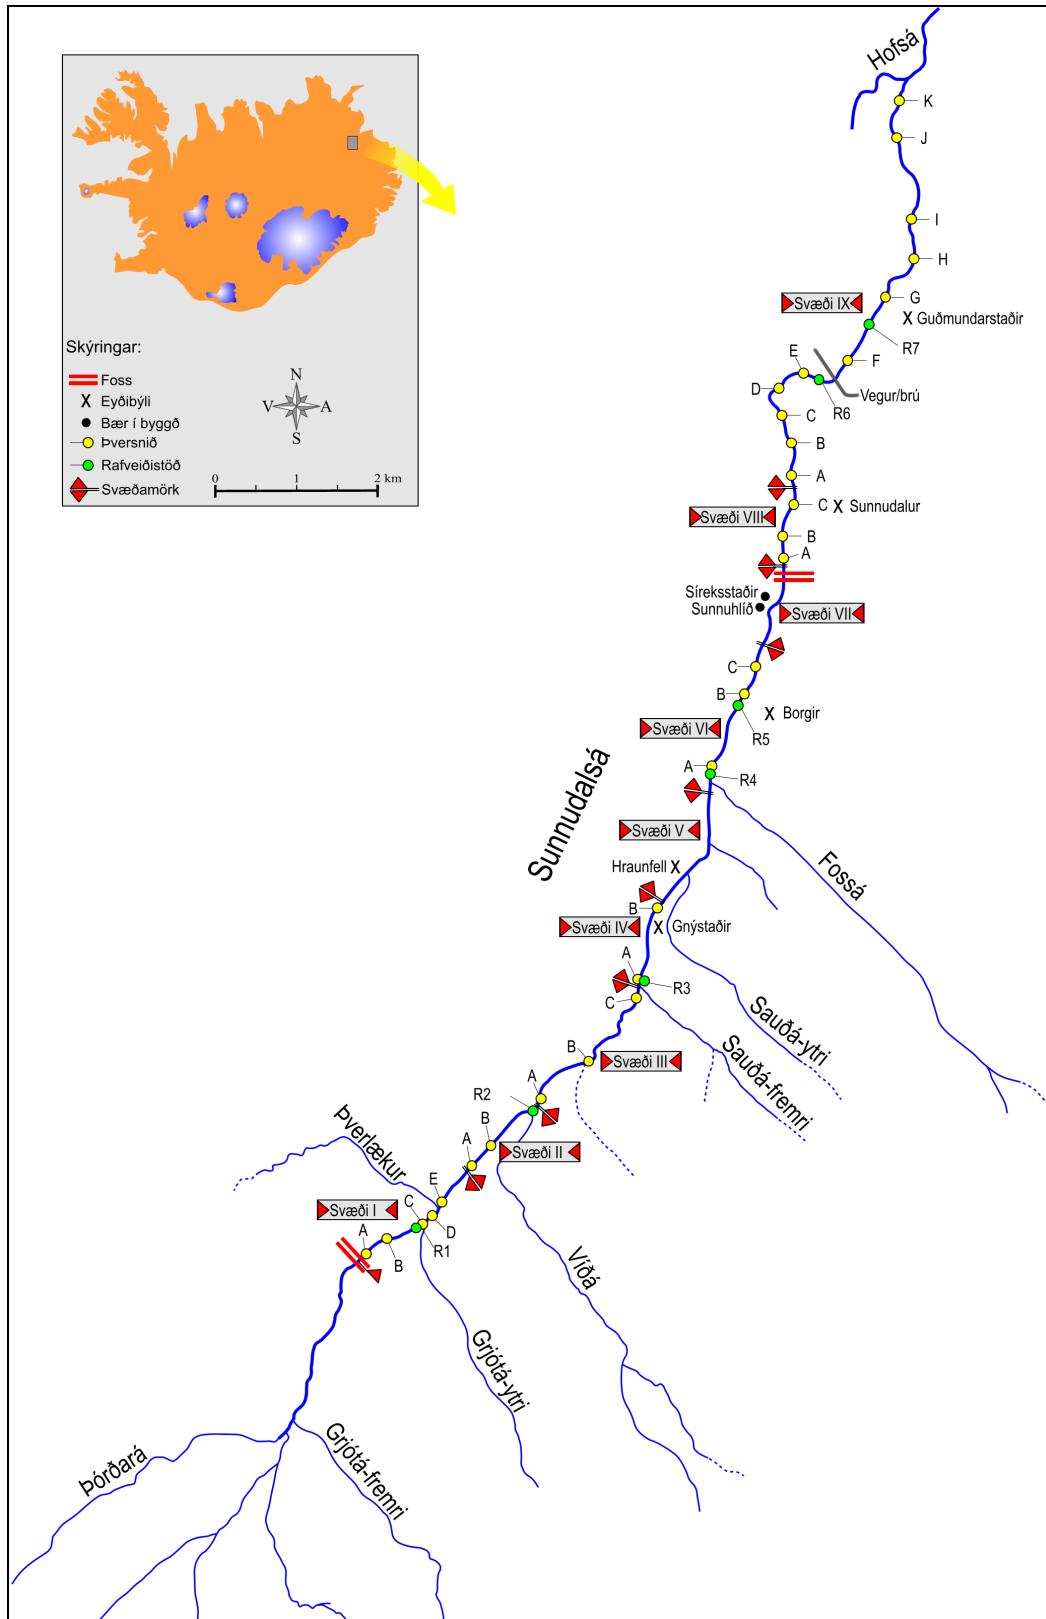 Hofsá
K
J
I
H
G
Svæði IX
Guðmundarstaðir
R7
F
E
D
Vegur/brú
R6
C
B
A
C
Sunnudalur
Svæði VIII
B
A
Síreksstaðir
Sunnuhlíð
Svæði VII
C
B
Borgir
Svæði VI
R5
A
R4
Sunnudalsá
Svæði V
Fossá
Hraunfell
B
Svæði IV
Gnýstaðir
A
R3
C
Sauðá-ytri
Sauðá-fremri
B
Svæði III
A
R2
B
Svæði II
A
Þverlækur
E
Svæði I
C
D
A
R1
B
Víðá
Grjótá-ytri
Grjótá-fremri
Þórðará
Skýringar:
Foss
X Eyðibýli
Bær í byggð
Þversnið
Rafveiðistöð
Svæðamörk
N
V A
S
0 1 2 km